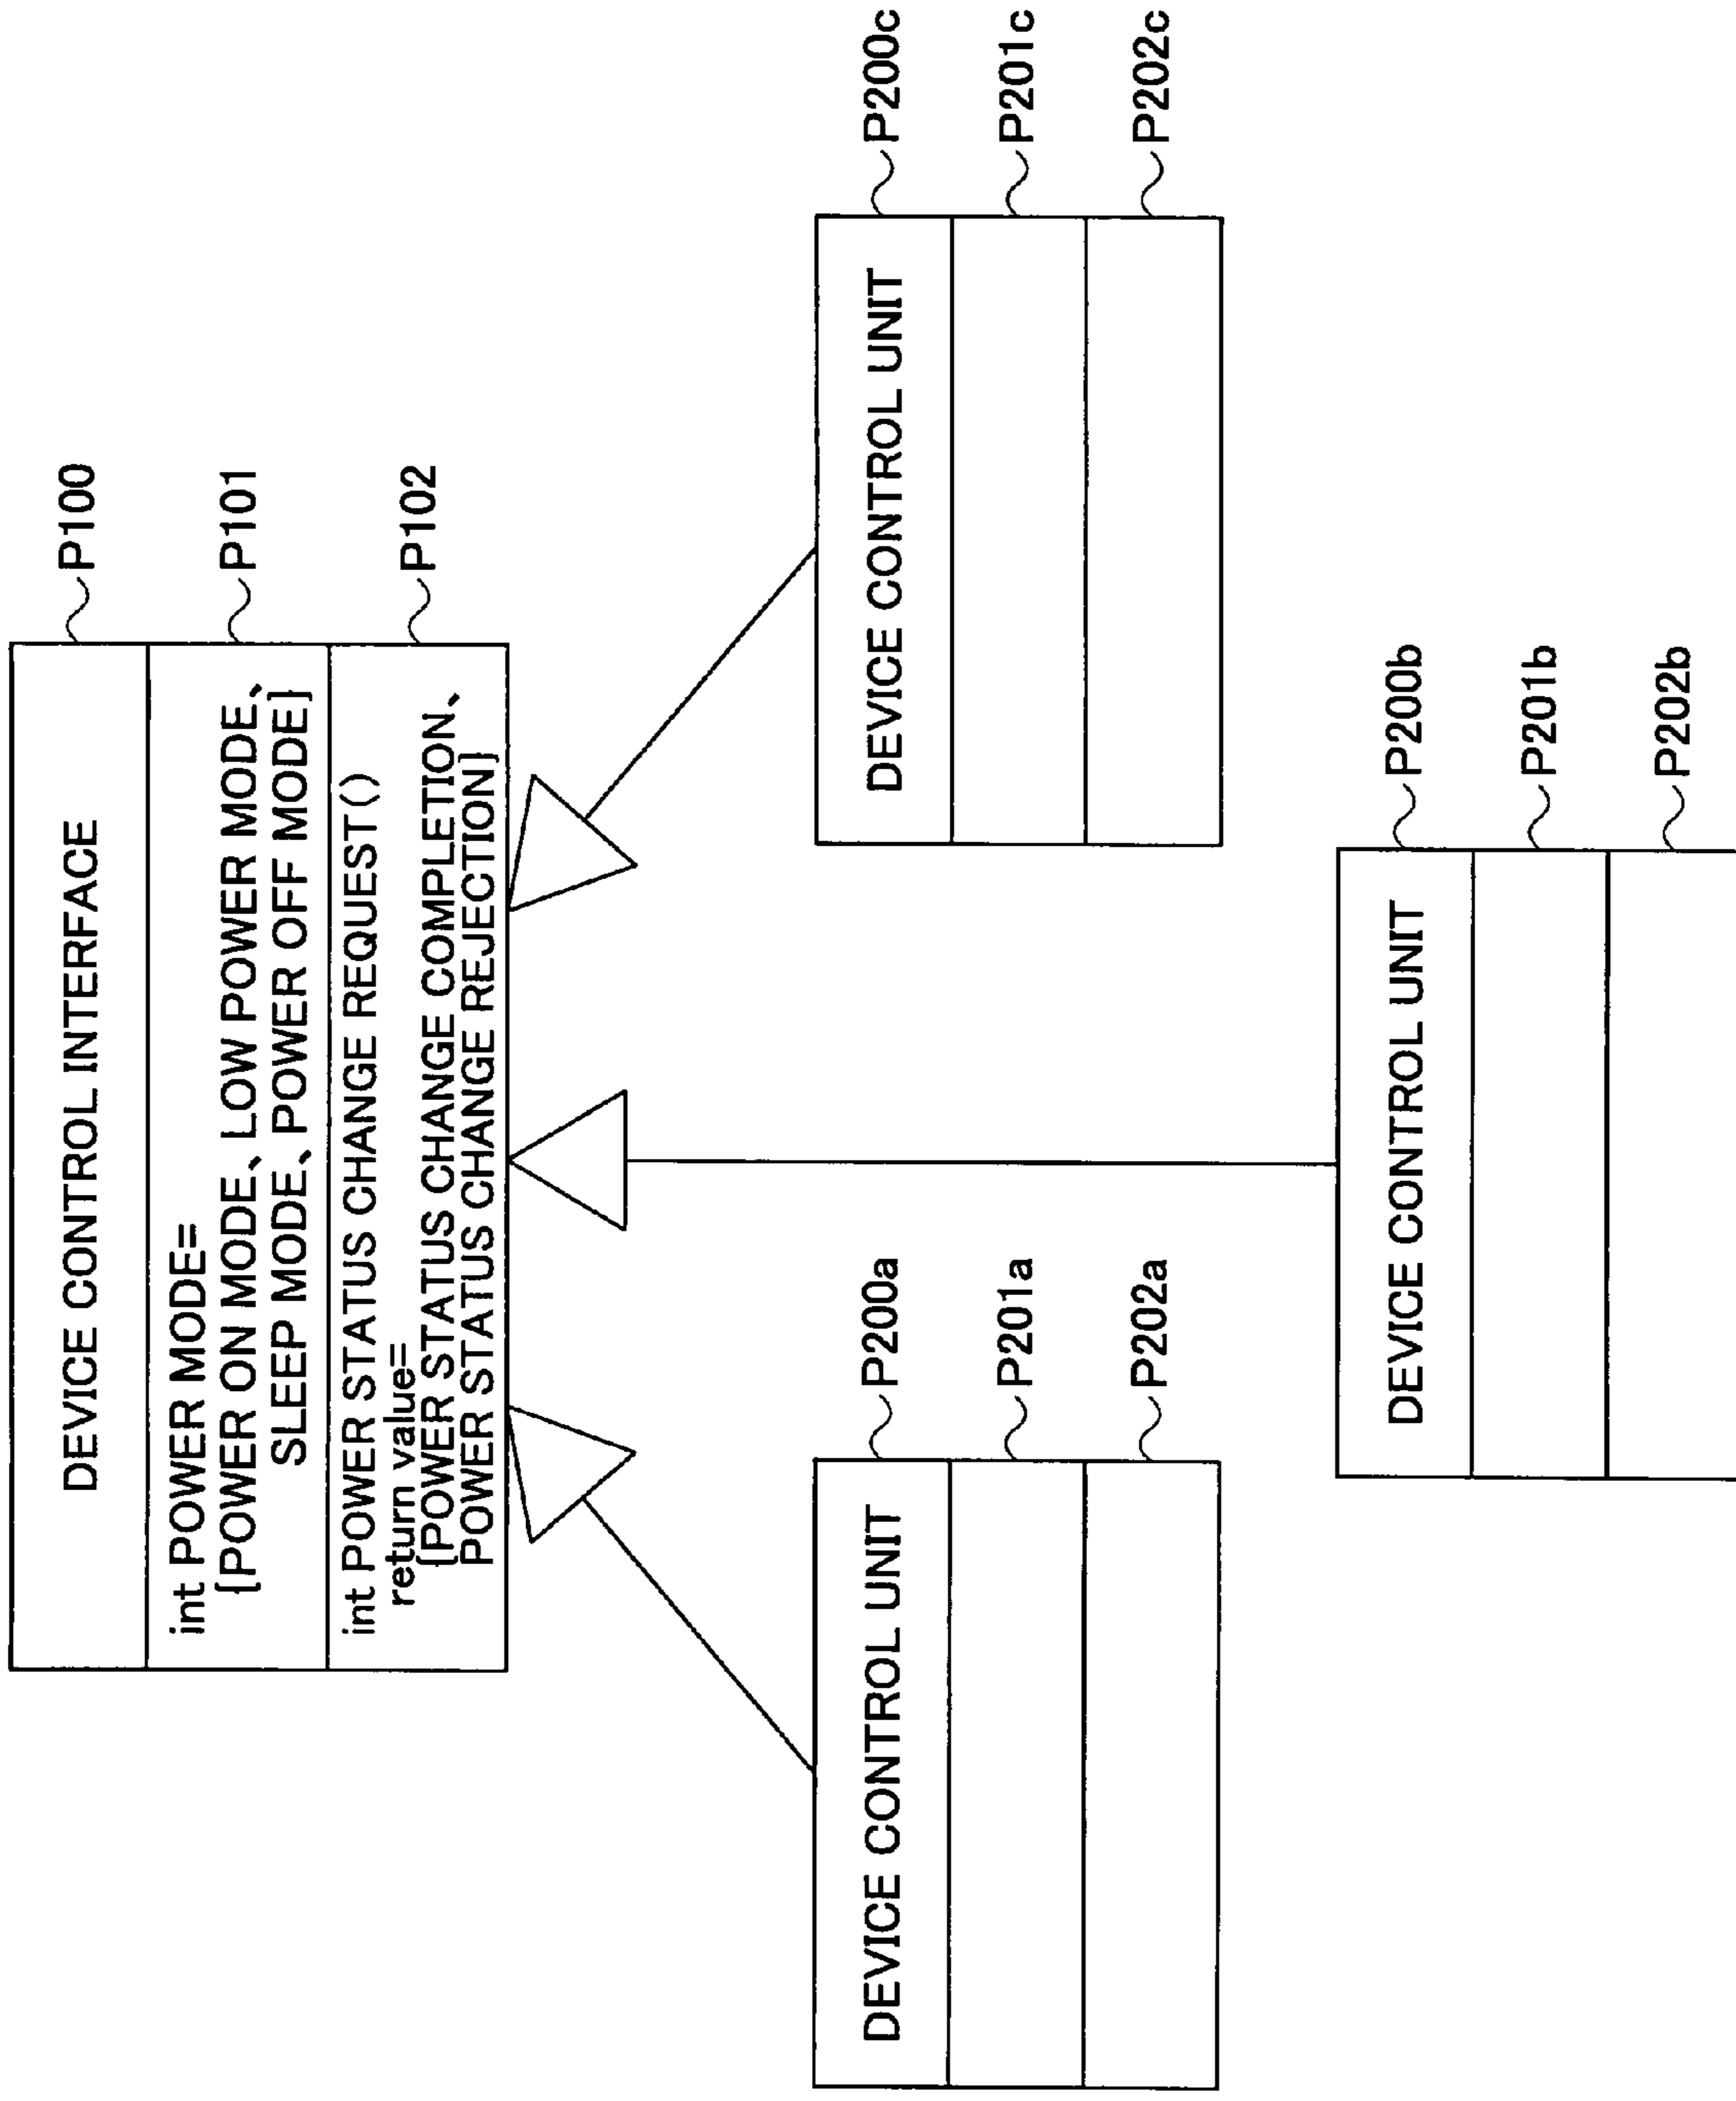 DEVICE CONTROL INTERFACE
P100
int POWER MODE=
{POWER ON MODE、LOW POWER MODE、
SLEEP MODE、POWER OFF MODE}
P101
int POWER STATUS CHANGE REQUEST()
return value=
{POWER STATUS CHANGE COMPLETION、
POWER STATUS CHANGE REJECTION}
P102
DEVICE CONTROL UNIT
P200a
P201a
P202a
DEVICE CONTROL UNIT
P200c
P201c
P202c
DEVICE CONTROL UNIT
P200b
P201b
P202b